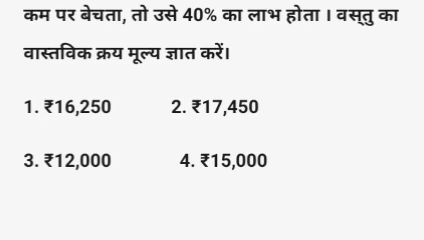 कम पर बेचता, तो उसे 40% का लाभ होता । वस्तु का
वास्तविक क्रय मूल्य ज्ञात करें।
1. ₹16,250 2. ₹17,450
3. ₹12,000 4. ₹15,000